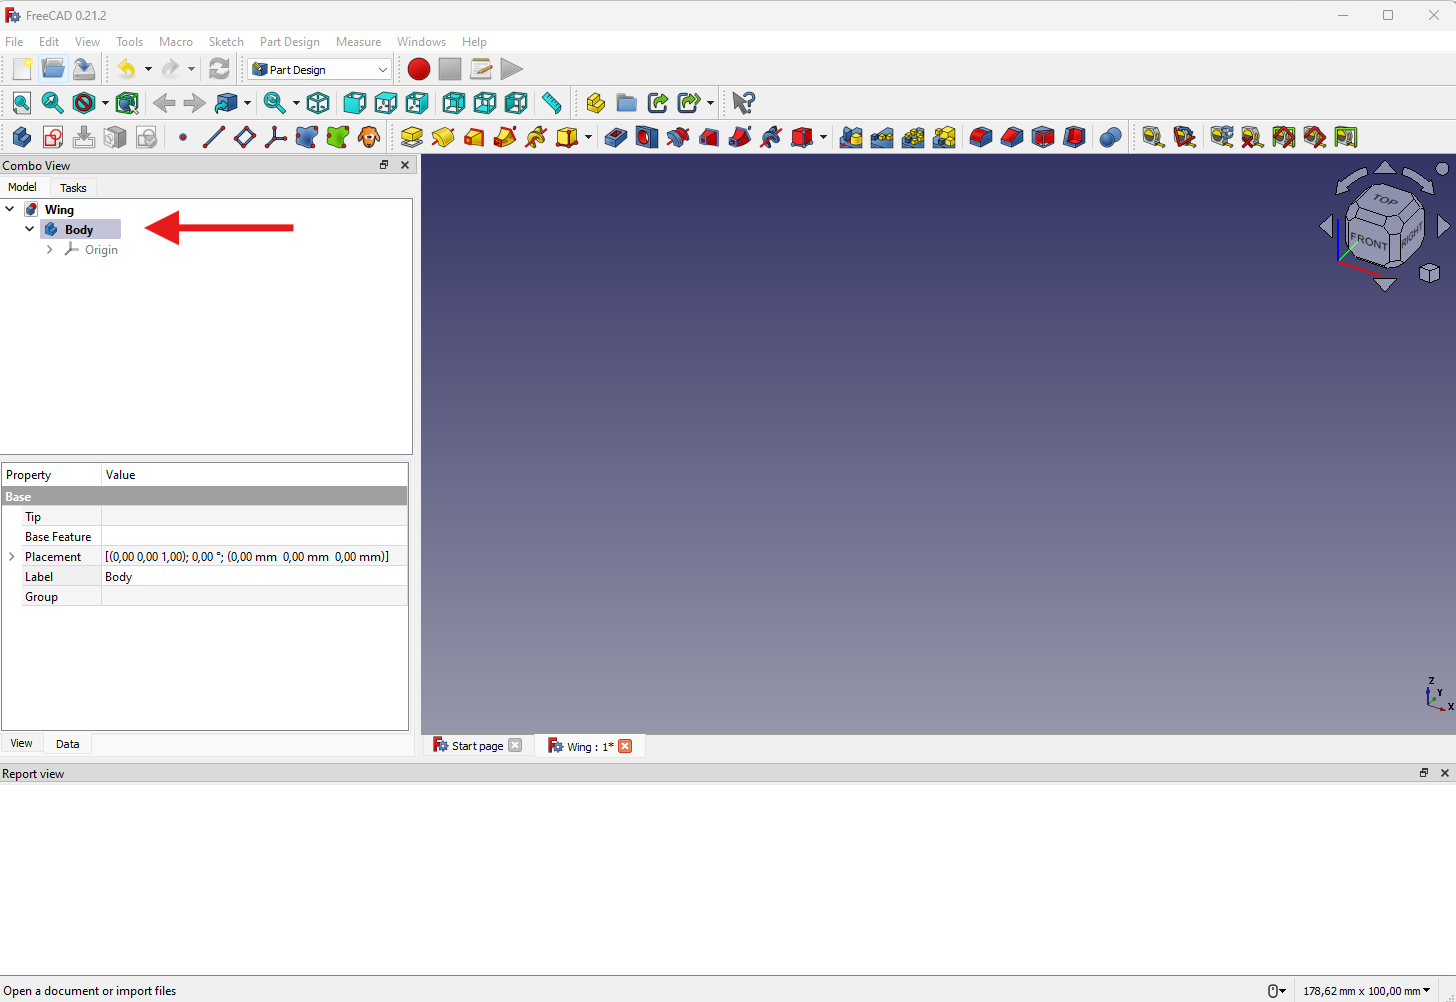 FreeCAD 0.21.2
File Edit View Tools Macro Sketch Part Design Measure Windows Help
Part Design
Combo View
Model Tasks
Wing
Body
Origin
TOP
FRONT
RIGHT
Property Value
Base
Tip
Base Feature
Placement [(0,00 0,00 1,00); 0,00 °; (0,00 mm 0,00 mm 0,00 mm)]
Label Body
Group
Z
Y
X
View Data
Start page Wing : 1*
Report view
Open a document or import files
178,62 mm x 100,00 mm